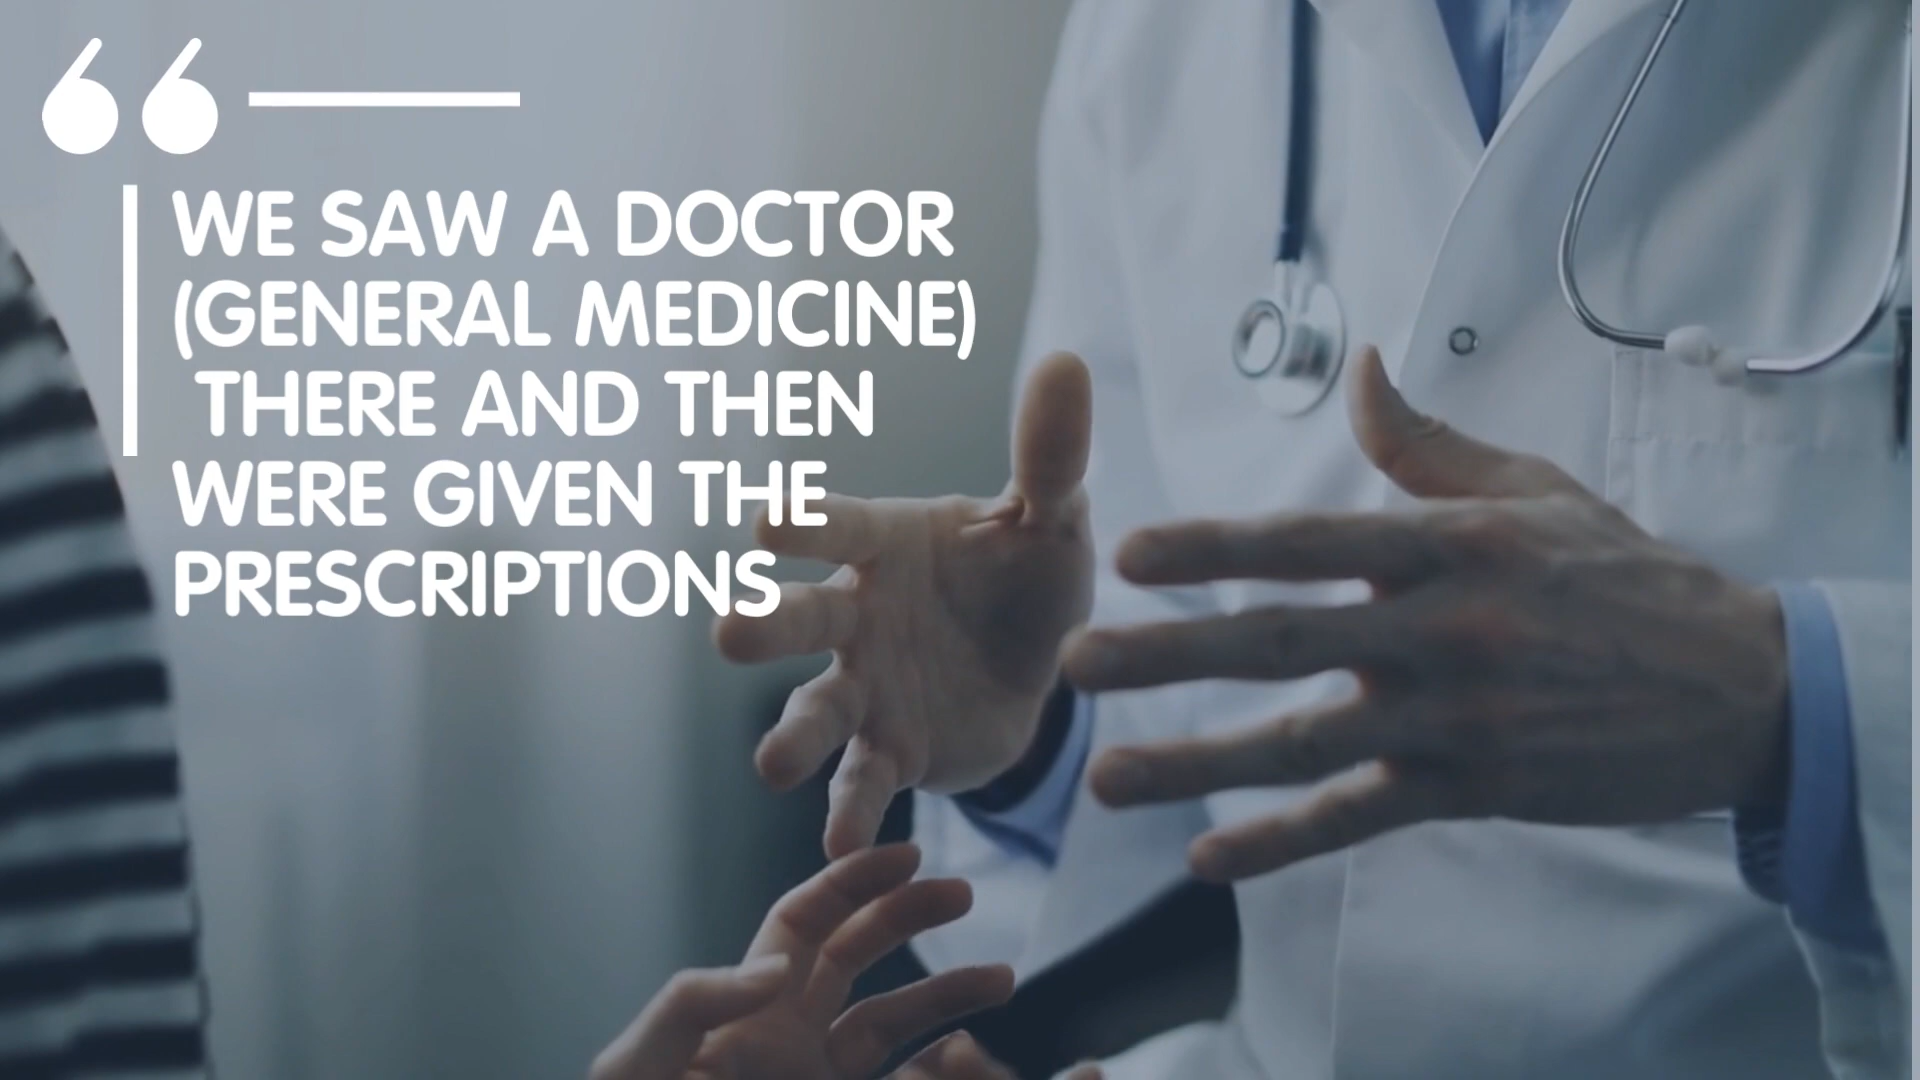 “
WE SAW A DOCTOR
(GENERAL MEDICINE)
THERE AND THEN
WERE GIVEN THE
PRESCRIPTIONS